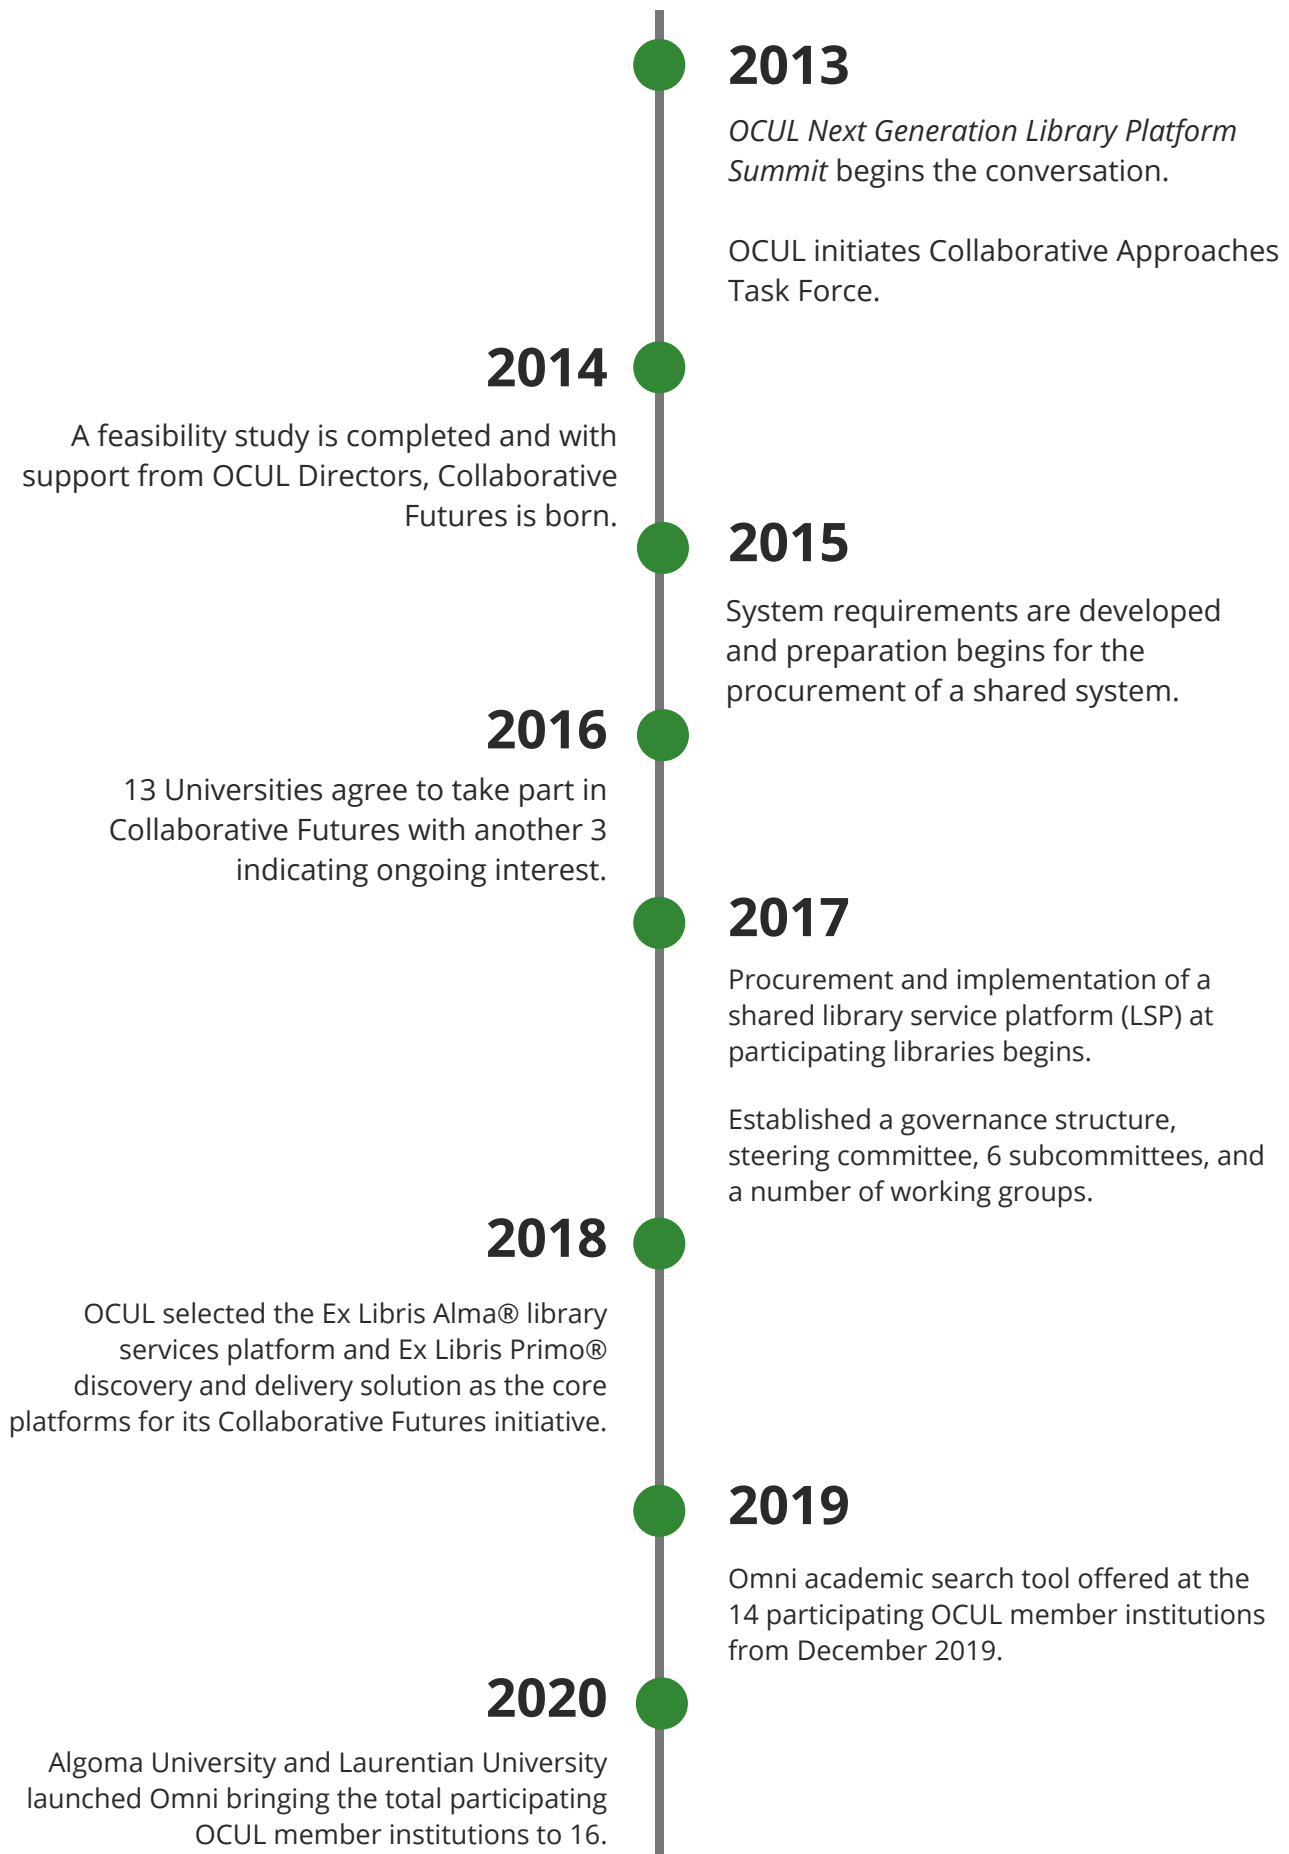 2013
OCUL Next Generation Library Platform
Summit begins the conversation.
OCUL initiates Collaborative Approaches
Task Force.
2014
A feasibility study is completed and with
support from OCUL Directors, Collaborative
Futures is born.
2015
System requirements are developed
and preparation begins for the
procurement of a shared system.
2016
13 Universities agree to take part in
Collaborative Futures with another 3
indicating ongoing interest.
2017
Procurement and implementation of a
shared library service platform (LSP) at
participating libraries begins.
Established a governance structure,
steering committee, 6 subcommittees, and
a number of working groups.
2018
OCUL selected the Ex Libris Alma® library
services platform and Ex Libris Primo®
discovery and delivery solution as the core
platforms for its Collaborative Futures initiative.
2019
Omni academic search tool offered at the
14 participating OCUL member institutions
from December 2019.
2020
Algoma University and Laurentian University
launched Omni bringing the total participating
OCUL member institutions to 16.